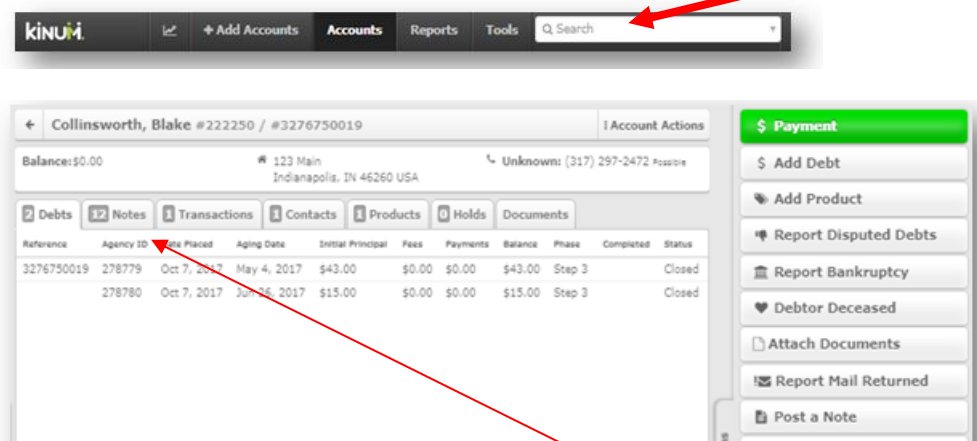 kinum
+ Add Accounts Accounts Reports Tools Search
Collinsworth, Blake #222250 / #3276750019 Account Actions
Balance:$0.00 123 Main Unknown: (317) 297-2472 Possible
Indianapolis, IN 46260 USA
2 Debts 12 Notes 1 Transactions 1 Contacts 1 Products 0 Holds Documents
Reference Agency ID Date Placed Aging Date Initial Principal Fees Payments Balance Phase Completed Status
3276750019 278779 Oct 7, 2017 May 4, 2017 $43.00 $0.00 $0.00 $43.00 Step 3 Closed
278780 Oct 7, 2017 Jun 26, 2017 $15.00 $0.00 $0.00 $15.00 Step 3 Closed
$ Payment
$ Add Debt
Add Product
Report Disputed Debts
Report Bankruptcy
Debtor Deceased
Attach Documents
Report Mail Returned
Post a Note